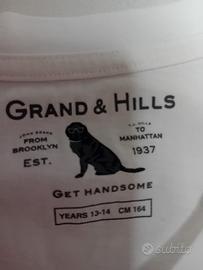 GRAND & HILLS
FROM
BROOKLYN
EST.
TO
MANHATTAN
1937
GET HANDSOME
YEARS 13-14 CM 164
subito